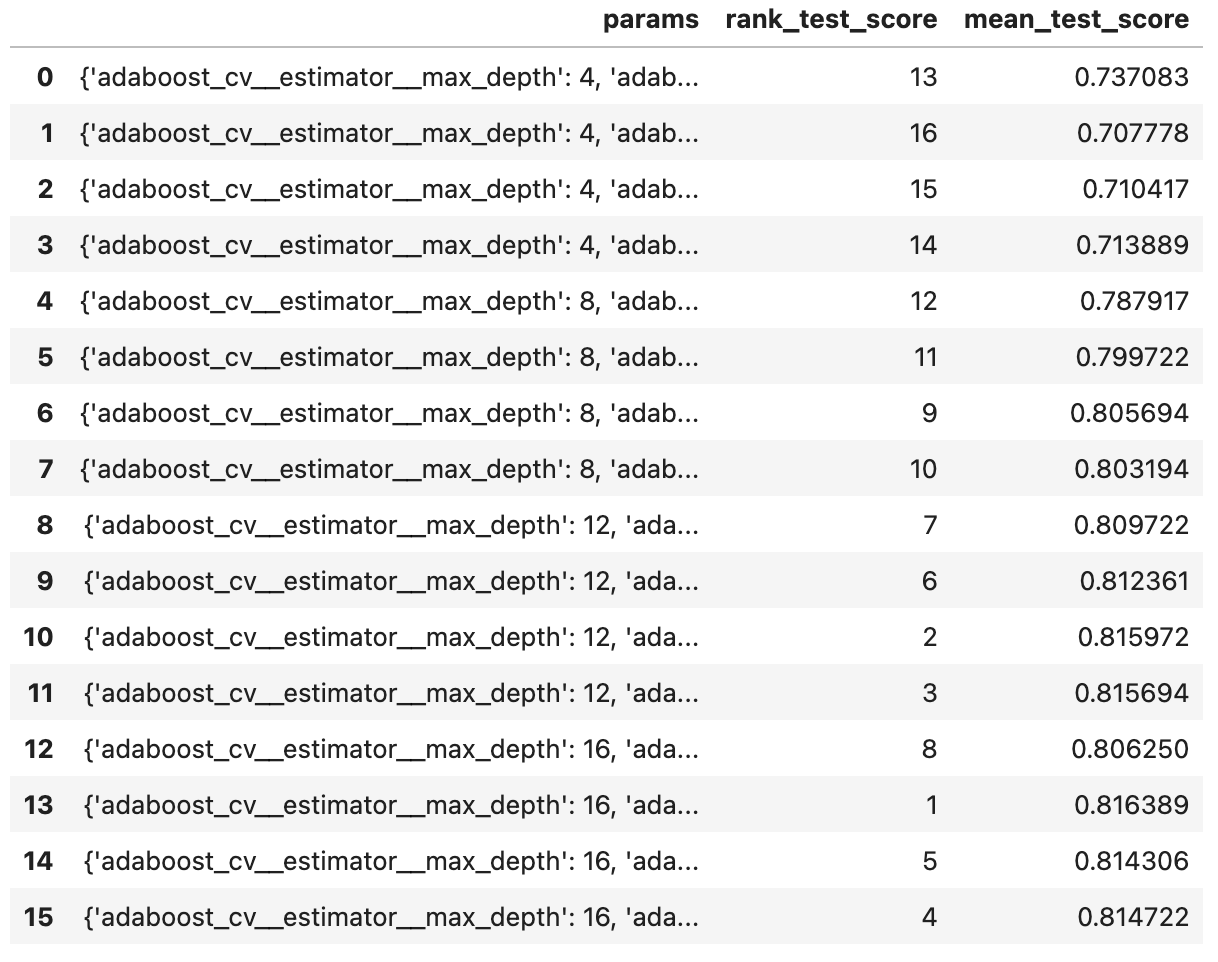 params rank_test_score mean_test_score
0 {'adaboost_cv__estimator__max_depth': 4, 'adab... 13 0.737083
1 {'adaboost_cv__estimator__max_depth': 4, 'adab... 16 0.707778
2 {'adaboost_cv__estimator__max_depth': 4, 'adab... 15 0.710417
3 {'adaboost_cv__estimator__max_depth': 4, 'adab... 14 0.713889
4 {'adaboost_cv__estimator__max_depth': 8, 'adab... 12 0.787917
5 {'adaboost_cv__estimator__max_depth': 8, 'adab... 11 0.799722
6 {'adaboost_cv__estimator__max_depth': 8, 'adab... 9 0.805694
7 {'adaboost_cv__estimator__max_depth': 8, 'adab... 10 0.803194
8 {'adaboost_cv__estimator__max_depth': 12, 'ada... 7 0.809722
9 {'adaboost_cv__estimator__max_depth': 12, 'ada... 6 0.812361
10 {'adaboost_cv__estimator__max_depth': 12, 'ada... 2 0.815972
11 {'adaboost_cv__estimator__max_depth': 12, 'ada... 3 0.815694
12 {'adaboost_cv__estimator__max_depth': 16, 'ada... 8 0.806250
13 {'adaboost_cv__estimator__max_depth': 16, 'ada... 1 0.816389
14 {'adaboost_cv__estimator__max_depth': 16, 'ada... 5 0.814306
15 {'adaboost_cv__estimator__max_depth': 16, 'ada... 4 0.814722